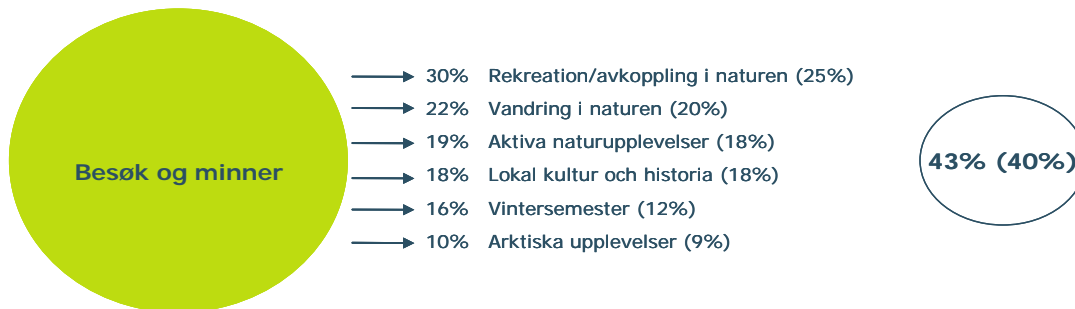 Besøk og minner
30% Rekreation/avkoppling i naturen (25%)
22% Vandring i naturen (20%)
19% Aktiva naturupplevelser (18%)
18% Lokal kultur och historia (18%)
16% Vintersemester (12%)
10% Arktiska upplevelser (9%)
43% (40%)